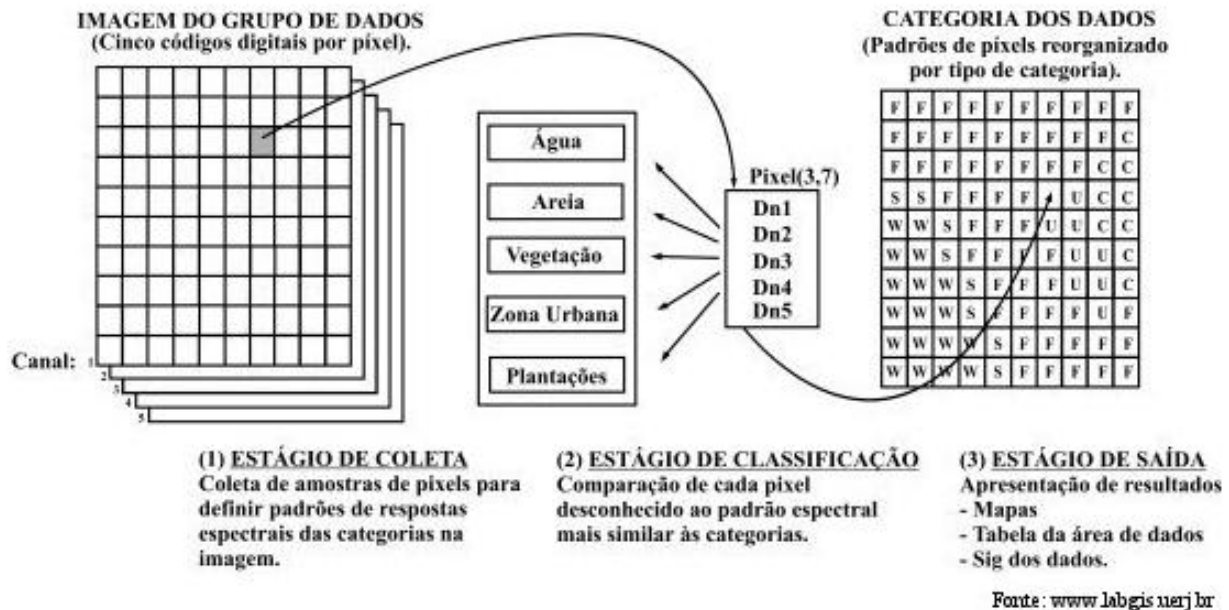 IMAGEM DO GRUPO DE DADOS
(Cinco códigos digitais por píxel).
Canal:
1
2
3
4
5
Água
Areia
Vegetação
Zona Urbana
Plantações
Pixel(3,7)
Dn1
Dn2
Dn3
Dn4
Dn5
CATEGORIA DOS DADOS
(Padrões de píxels reorganizado
por tipo de categoria).
F F F F F F F F F F
F F F F F F F F F C
F F F F F F F F C C
S S F F F F U C C
W W S F F F U U C C
W W S F F F F U U C
W W W S F F F U U C
W W W S F F F F U F
W W W W S F F F F F
W W W W S F F F F F
(1) ESTÁGIO DE COLETA
Coleta de amostras de pixels para
definir padrões de respostas
espectrais das categorias na
imagem.
(2) ESTÁGIO DE CLASSIFICAÇÃO
Comparação de cada pixel
desconhecido ao padrão espectral
mais similar às categorias.
(3) ESTÁGIO DE SAÍDA
Apresentação de resultados
- Mapas
- Tabela da área de dados
- Sig dos dados.
Fonte: www.labgis.uerj.br